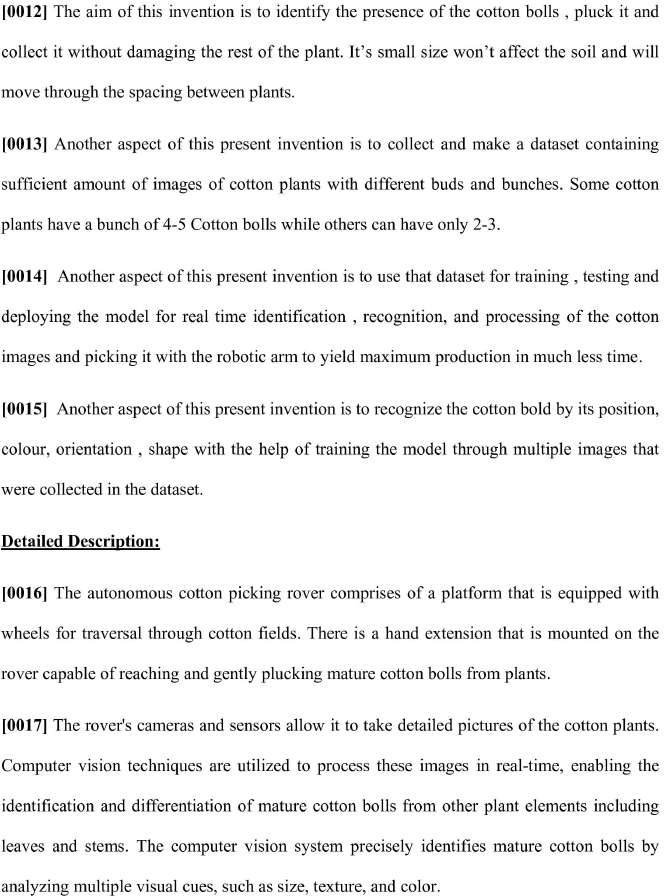 [0012] The aim of this invention is to identify the presence of the cotton bolls , pluck it and
collect it without damaging the rest of the plant. It’s small size won’t affect the soil and will
move through the spacing between plants.
[0013] Another aspect of this present invention is to collect and make a dataset containing
sufficient amount of images of cotton plants with different buds and bunches. Some cotton
plants have a bunch of 4-5 Cotton bolls while others can have only 2-3.
[0014] Another aspect of this present invention is to use that dataset for training , testing and
deploying the model for real time identification , recognition, and processing of the cotton
images and picking it with the robotic arm to yield maximum production in much less time.
[0015] Another aspect of this present invention is to recognize the cotton bold by its position,
colour, orientation , shape with the help of training the model through multiple images that
were collected in the dataset.
Detailed Description:
[0016] The autonomous cotton picking rover comprises of a platform that is equipped with
wheels for traversal through cotton fields. There is a hand extension that is mounted on the
rover capable of reaching and gently plucking mature cotton bolls from plants.
[0017] The rover's cameras and sensors allow it to take detailed pictures of the cotton plants.
Computer vision techniques are utilized to process these images in real-time, enabling the
identification and differentiation of mature cotton bolls from other plant elements including
leaves and stems. The computer vision system precisely identifies mature cotton bolls by
analyzing multiple visual cues, such as size, texture, and color.